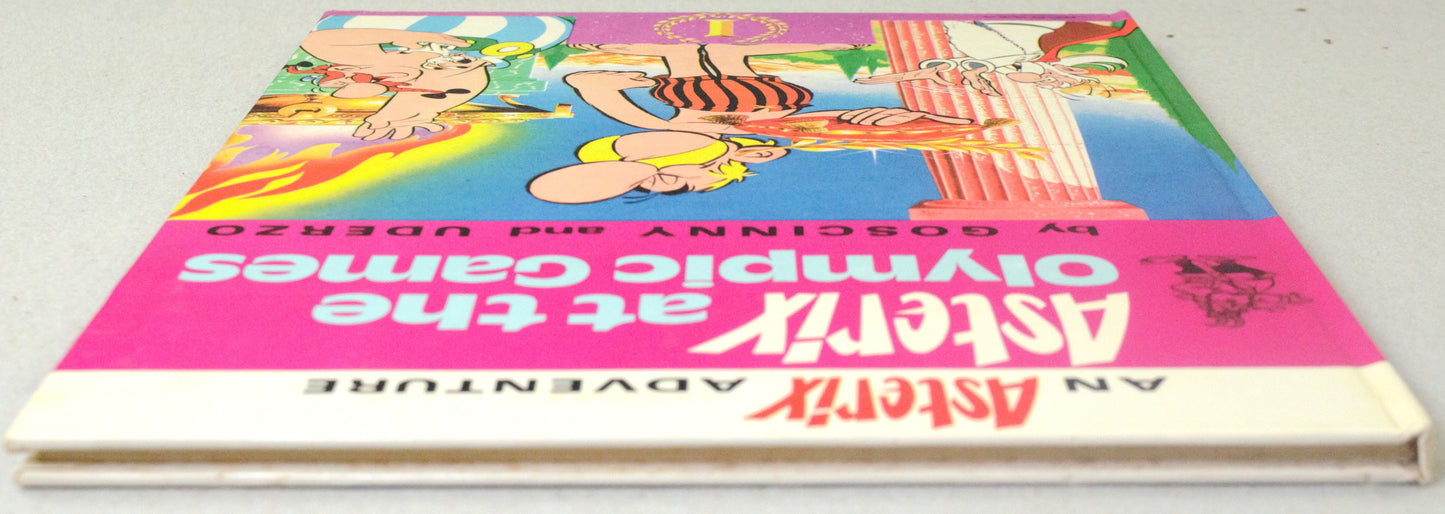 AN Asterix ADVENTURE
Asterix at the
Olympic Games
by GOSCINNY and UDERZO
I